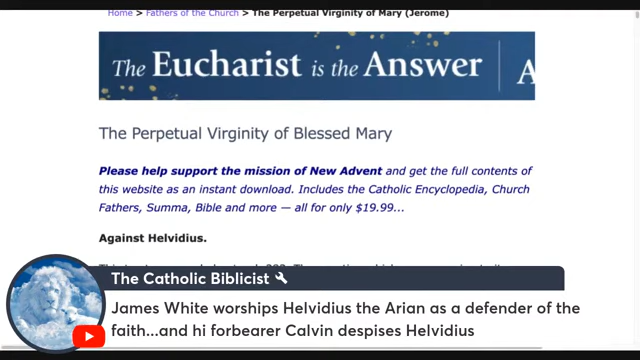 Home > Fathers of the Church > The Perpetual Virginity of Mary (Jerome)
The Eucharist is the Answer A
The Perpetual Virginity of Blessed Mary
Please help support the mission of New Advent and get the full contents of
this website as an instant download. Includes the Catholic Encyclopedia, Church
Fathers, Summa, Bible and more — all for only $19.99...
Against Helvidius.
The Catholic Biblicist
James White worships Helvidius the Arian as a defender of the
faith...and hi forbearer Calvin despises Helvidius